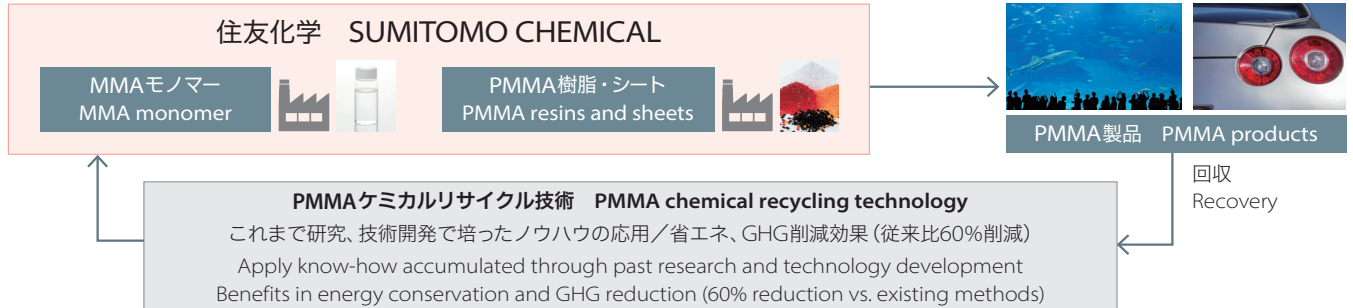 住友化学 SUMITOMO CHEMICAL
MMAモノマー
MMA monomer
PMMA樹脂・シート
PMMA resins and sheets
PMMA製品 PMMA products
回収
Recovery
PMMAケミカルリサイクル技術 PMMA chemical recycling technology
これまで研究、技術開発で培ったノウハウの応用／省エネ、GHG削減効果（従来比60％削減）
Apply know-how accumulated through past research and technology development
Benefits in energy conservation and GHG reduction (60% reduction vs. existing methods)